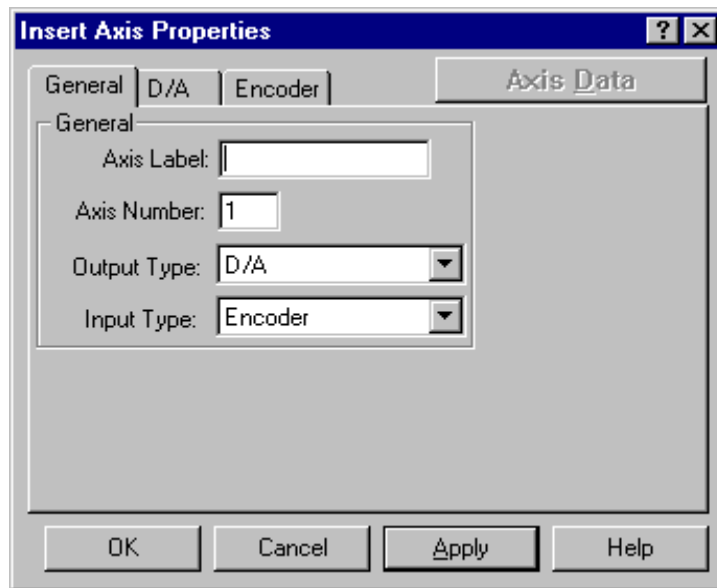 Insert Axis Properties
General D/A Encoder Axis Data
General
Axis Label:
Axis Number: 1
Output Type: D/A
Input Type: Encoder
OK Cancel Apply Help